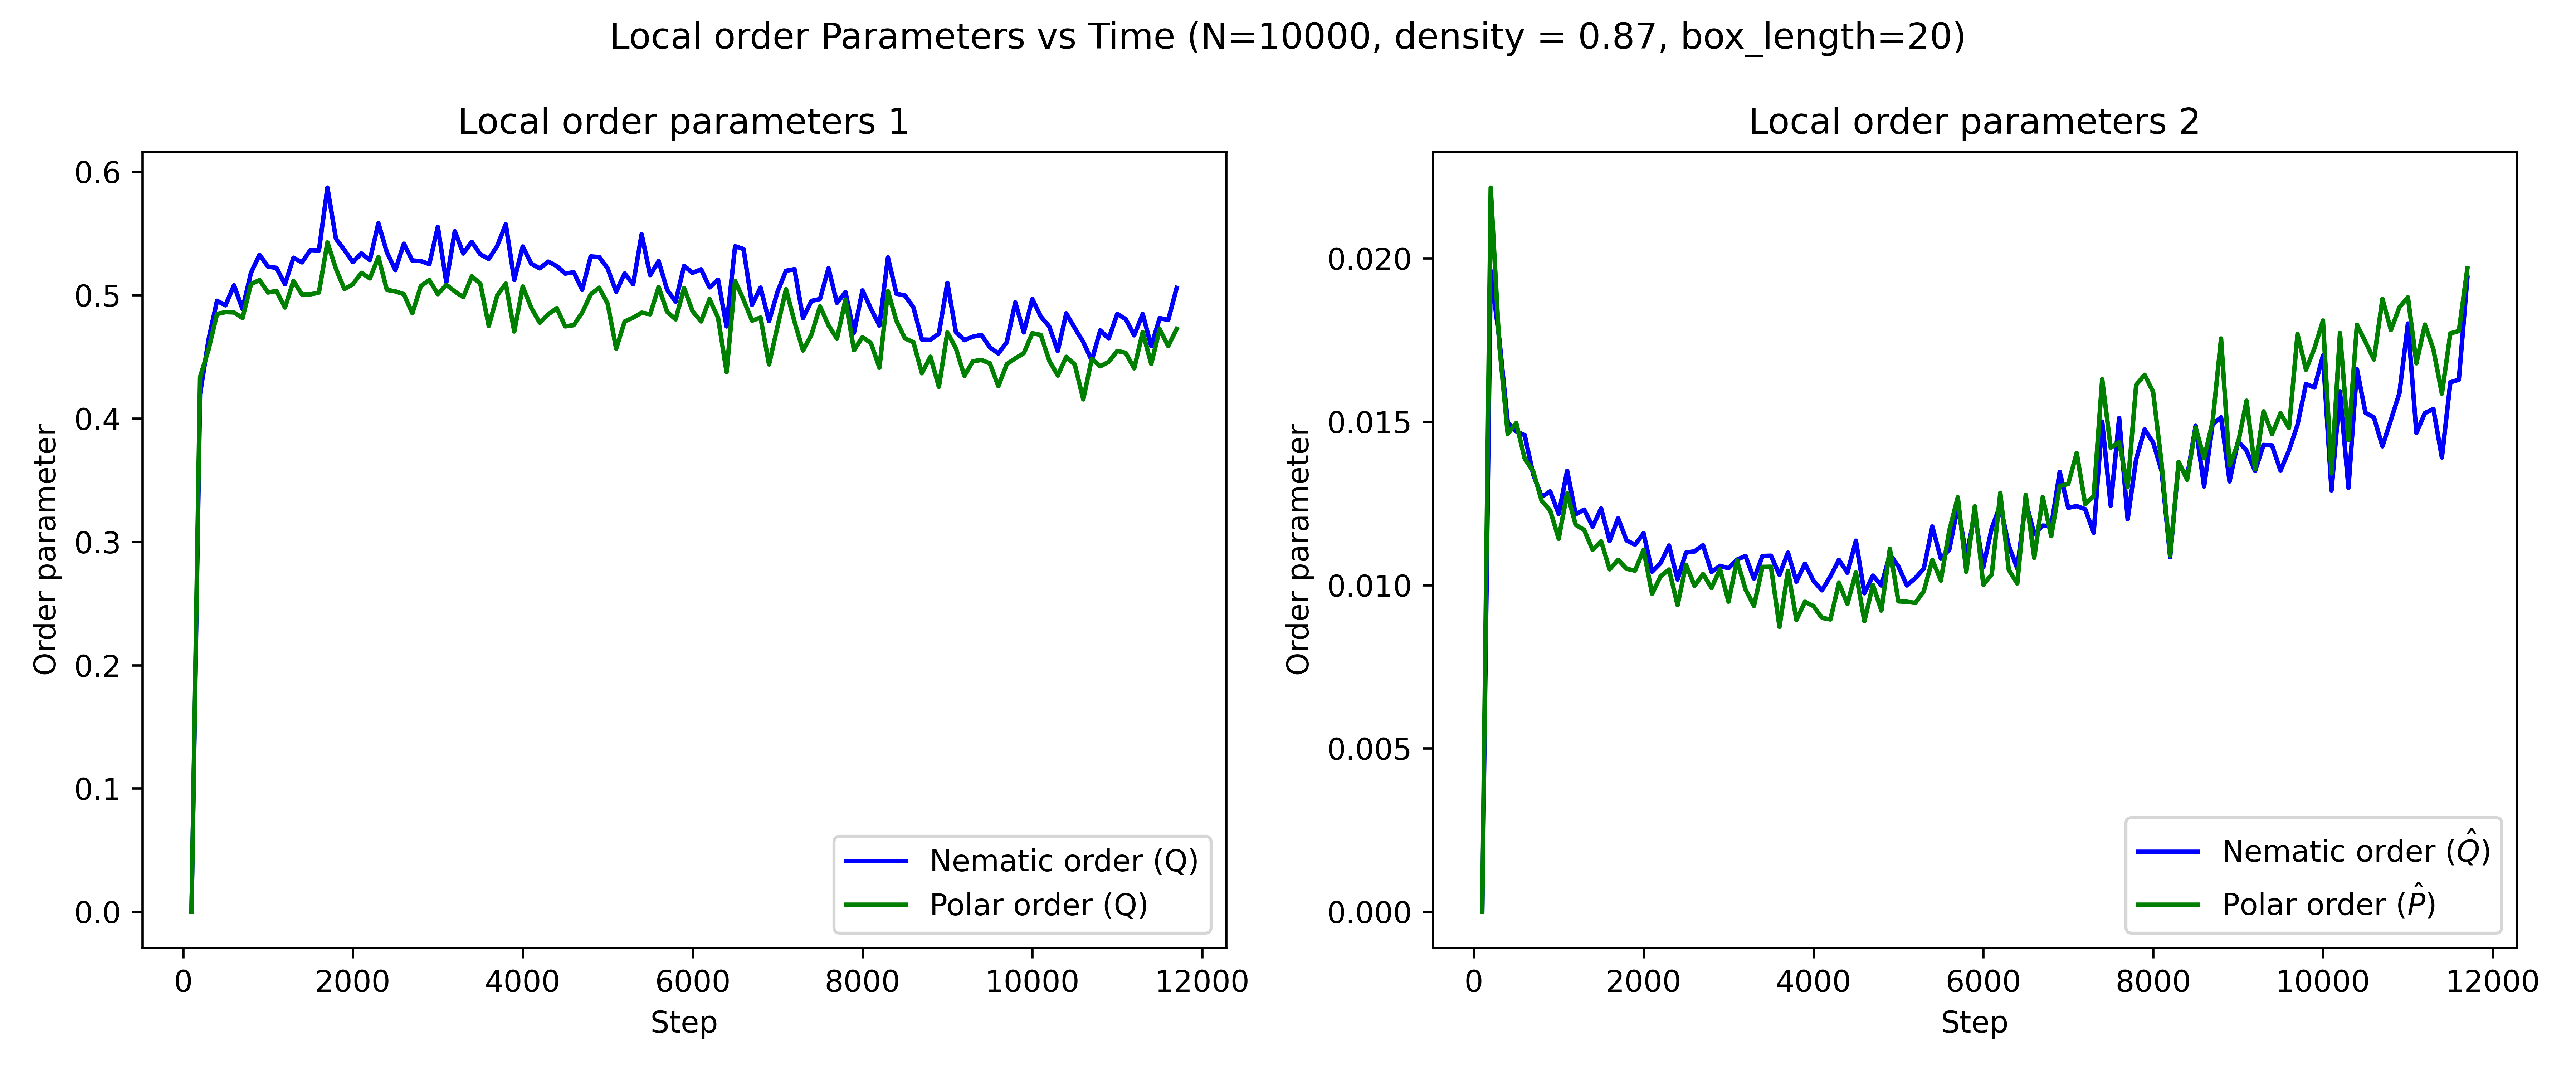 Local order Parameters vs Time (N=10000, density = 0.87, box_length=20)
Local order parameters 1
Order parameter
0.6
0.5
0.4
0.3
0.2
0.1
0.0
Nematic order (Q)
Polar order (Q)
0 2000 4000 6000 8000 10000 12000
Step
Local order parameters 2
Order parameter
0.020
0.015
0.010
0.005
0.000
Nematic order (Q̂)
Polar order (P̂)
0 2000 4000 6000 8000 10000 12000
Step